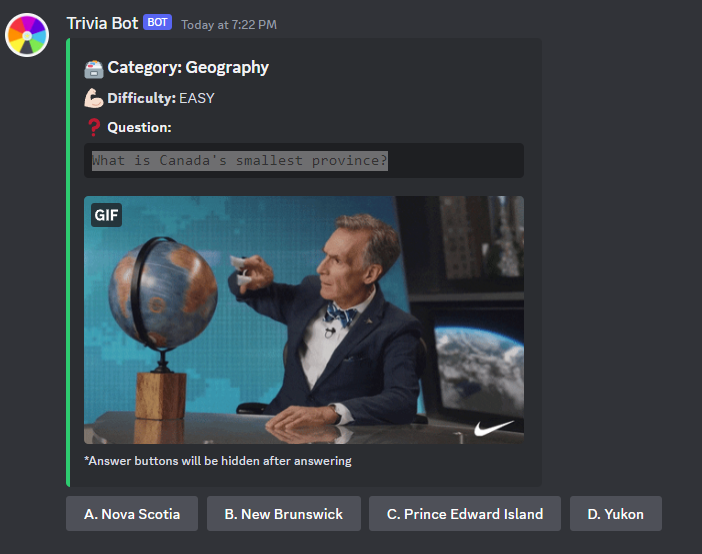 Trivia Bot BOT Today at 7:22 PM
Category: Geography
Difficulty: EASY
Question:
What is Canada's smallest province?
GIF
*Answer buttons will be hidden after answering
A. Nova Scotia B. New Brunswick C. Prince Edward Island D. Yukon